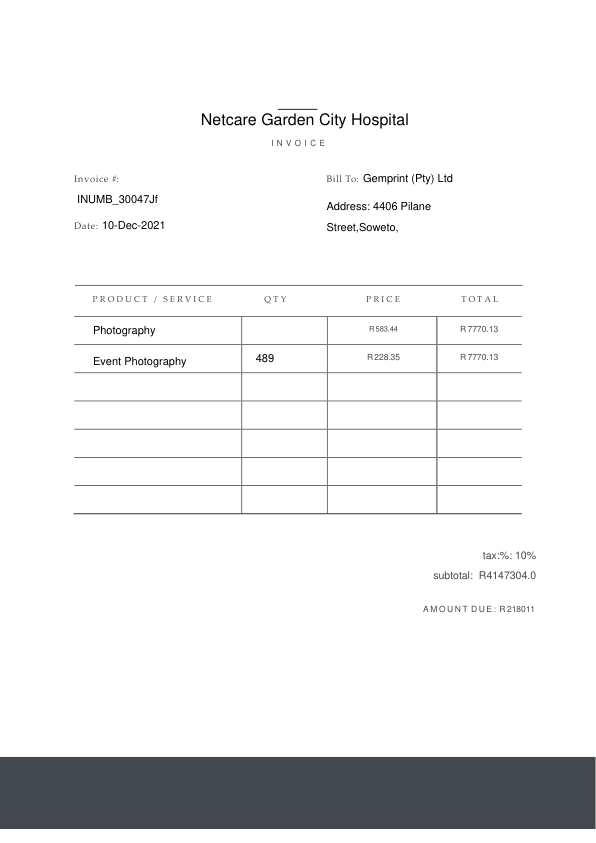 Netcare Garden City Hospital
INVOICE
Invoice #:
INUMB_30047Jf
Date: 10-Dec-2021
Bill To: Gemprint (Pty) Ltd
Address: 4406 Pilane
Street,Soweto,
PRODUCT / SERVICE QTY PRICE TOTAL
Photography R583.44 R7770.13
Event Photography 489 R228.35 R7770.13
tax:%: 10%
subtotal: R4147304.0
AMOUNT DUE: R218011